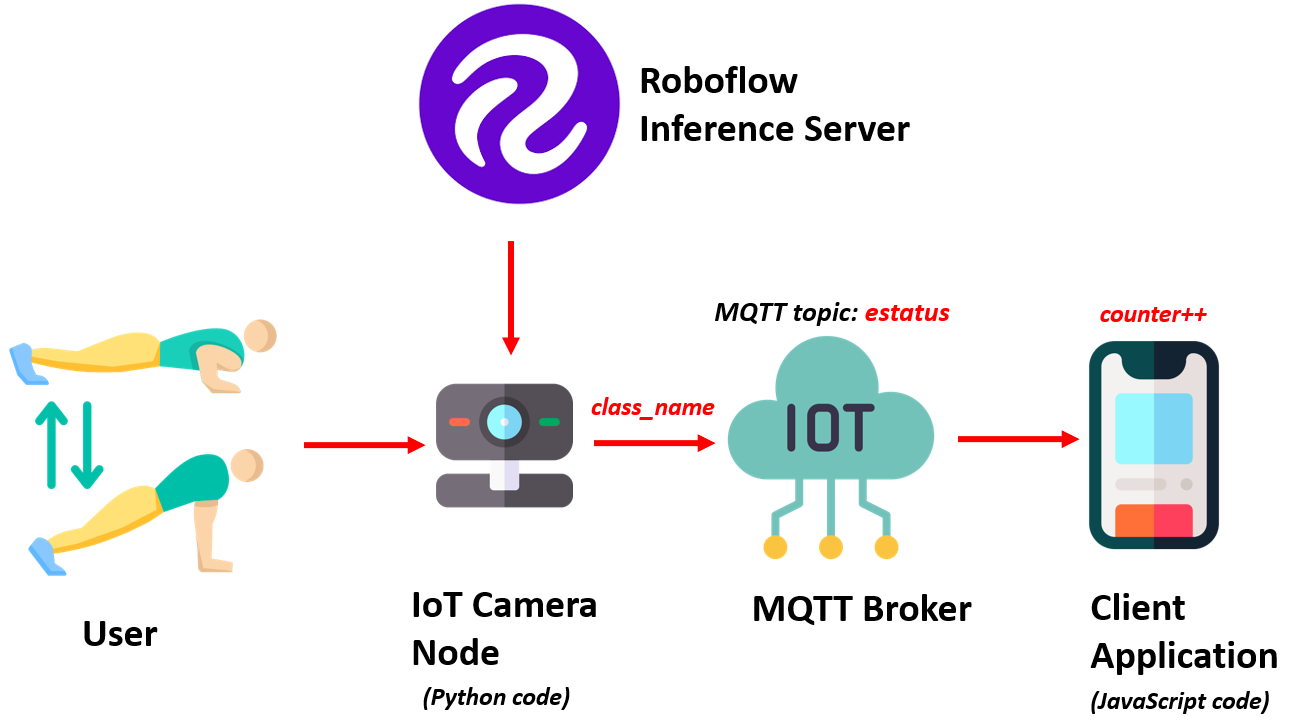 Roboflow
Inference Server
MQTT topic: estatus
counter++
class_name
IOT
User
IoT Camera
Node
(Python code)
MQTT Broker
Client
Application
(JavaScript code)